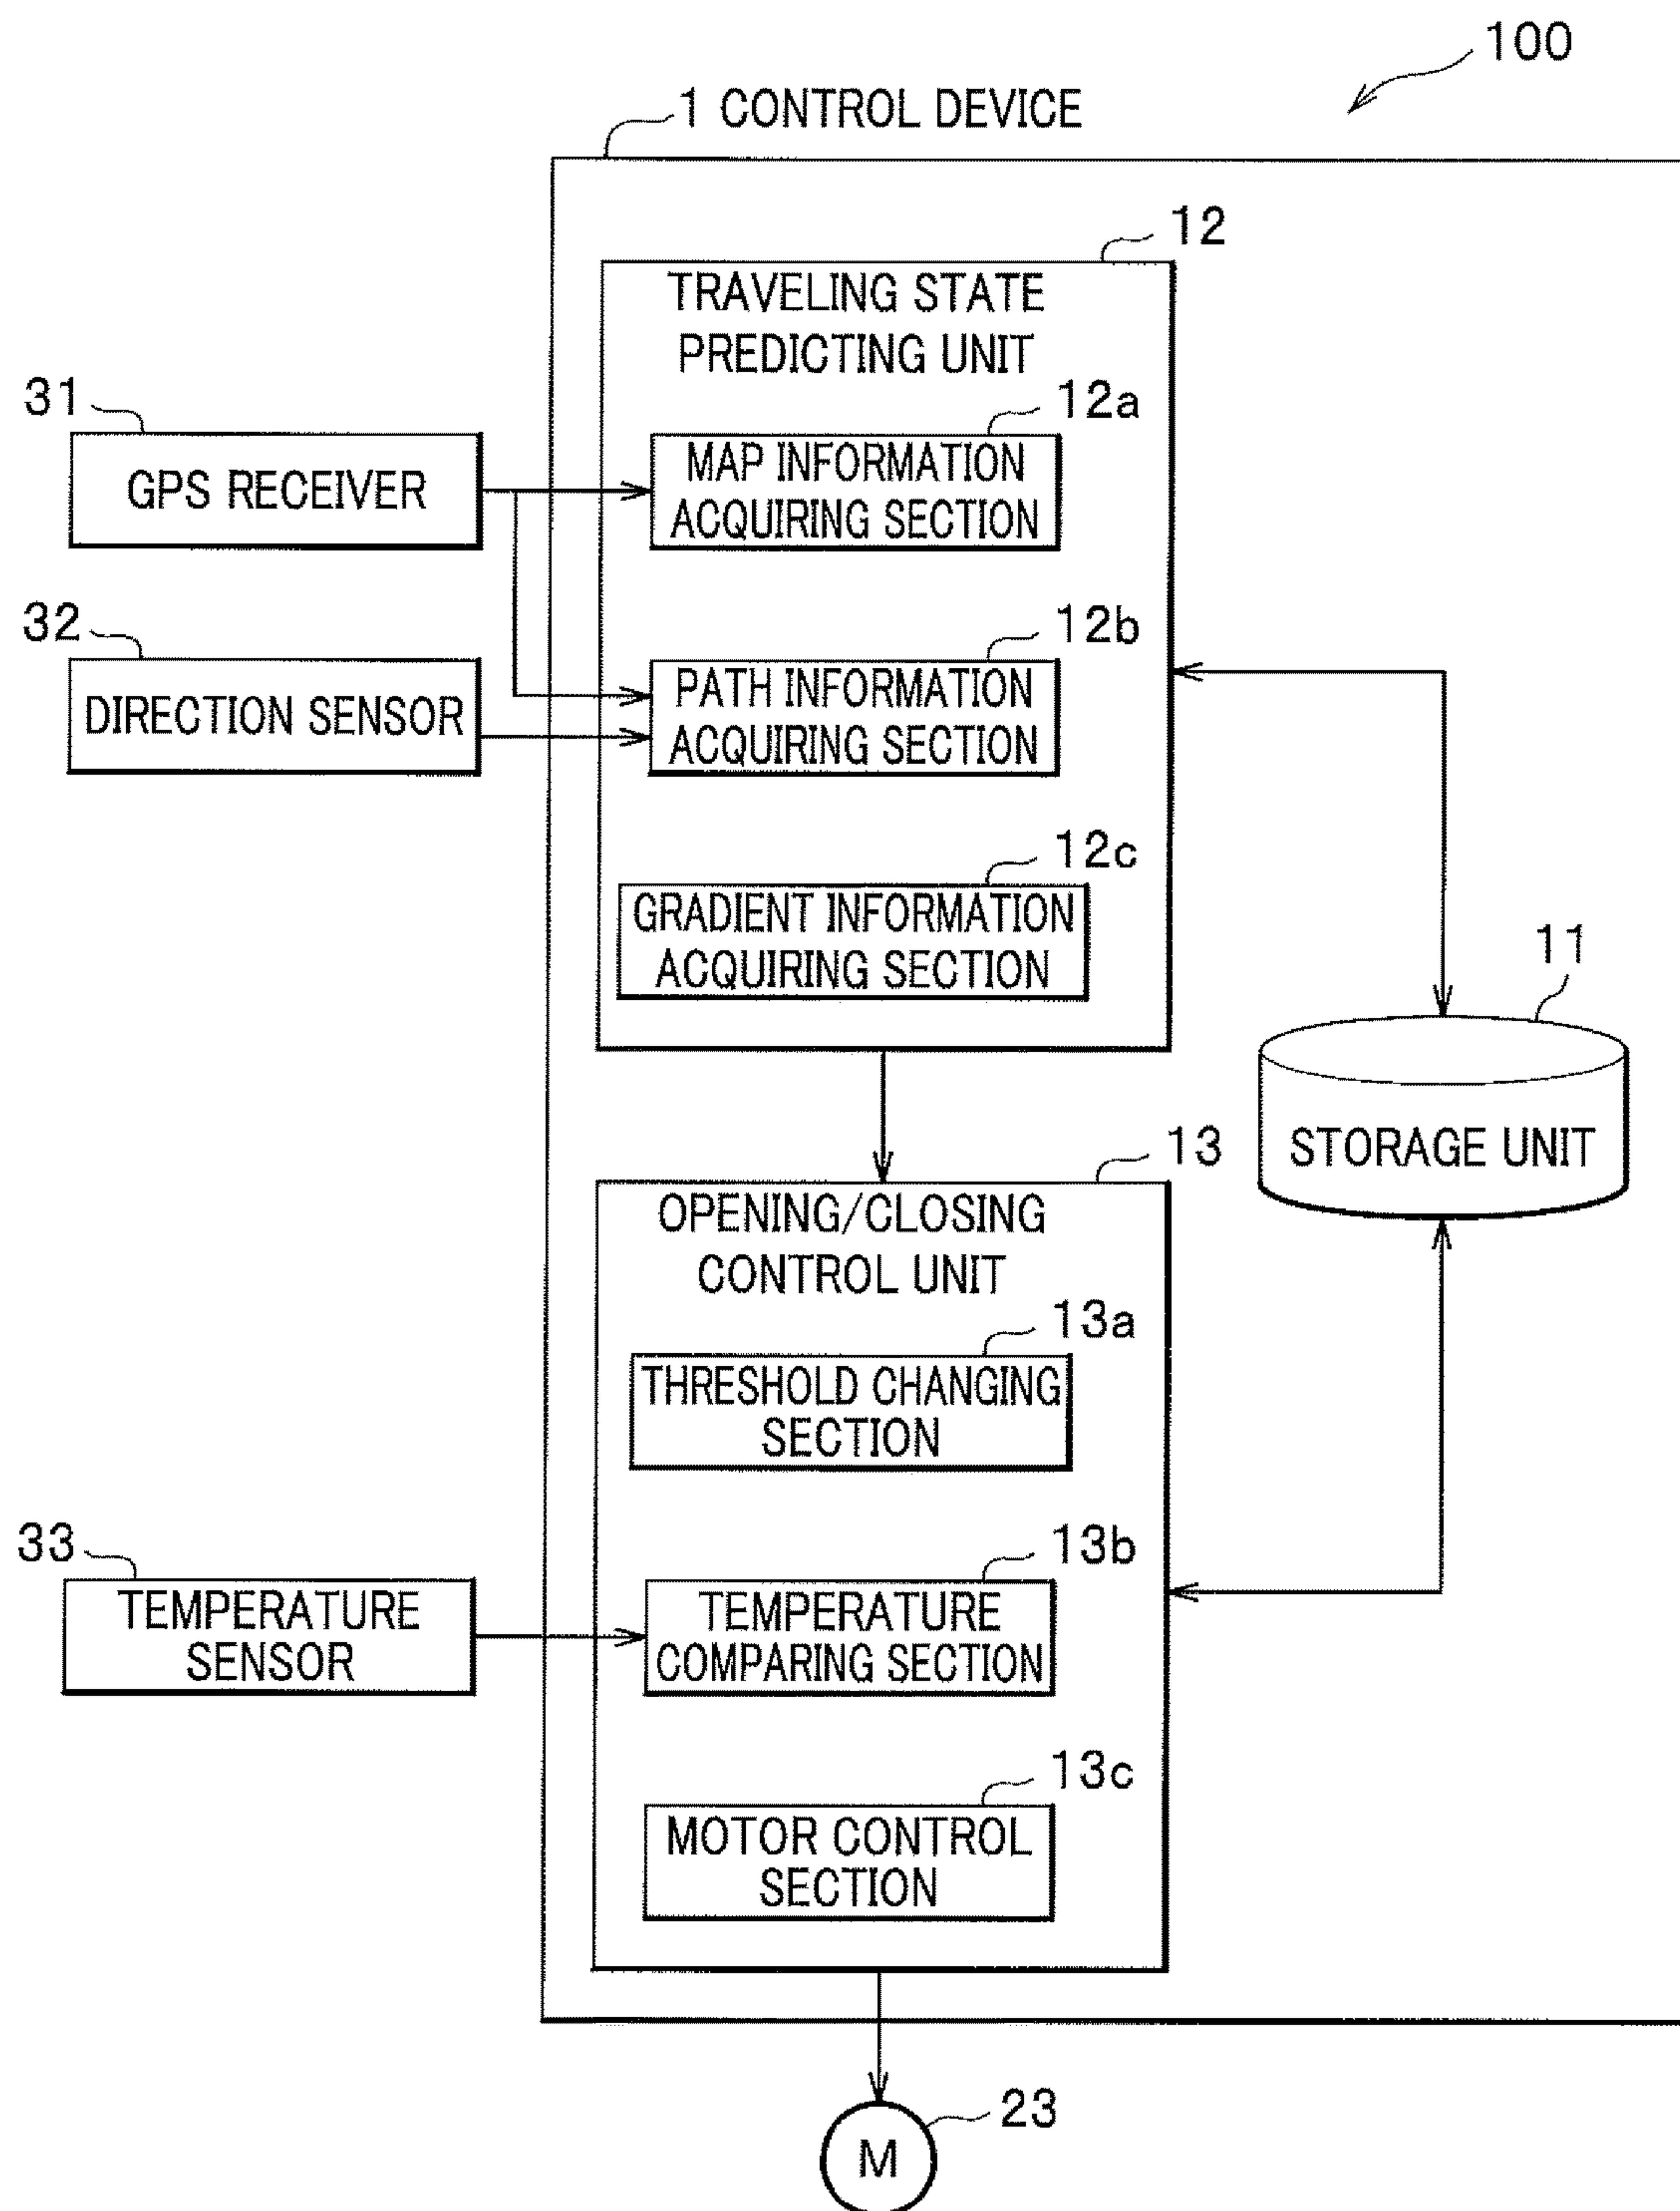 100
1 CONTROL DEVICE
12
TRAVELING STATE
PREDICTING UNIT
31
GPS RECEIVER
12a
MAP INFORMATION
ACQUIRING SECTION
32
DIRECTION SENSOR
12b
PATH INFORMATION
ACQUIRING SECTION
12c
GRADIENT INFORMATION
ACQUIRING SECTION
11
STORAGE UNIT
13
OPENING/CLOSING
CONTROL UNIT
13a
THRESHOLD CHANGING
SECTION
33
TEMPERATURE
SENSOR
13b
TEMPERATURE
COMPARING SECTION
13c
MOTOR CONTROL
SECTION
23
M